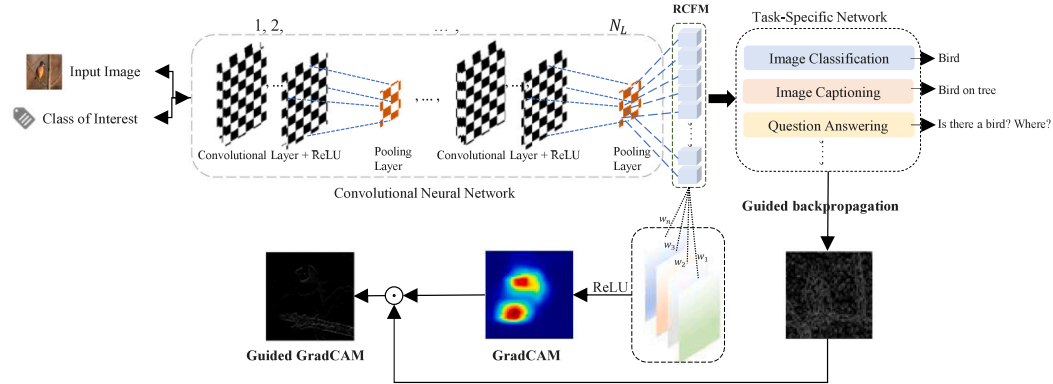 1, 2,
... ,
N_L
RCFM
Task-Specific Network
Input Image
Class of Interest
...
, ... ,
...
Image Classification
Bird
Image Captioning
Bird on tree
Question Answering
Is there a bird? Where?
Convolutional Layer + ReLU
Pooling
Layer
Convolutional Layer + ReLU
Pooling
Layer
Convolutional Neural Network
Guided backpropagation
w_n
w_3
w_2
w_1
ReLU
Guided GradCAM
GradCAM